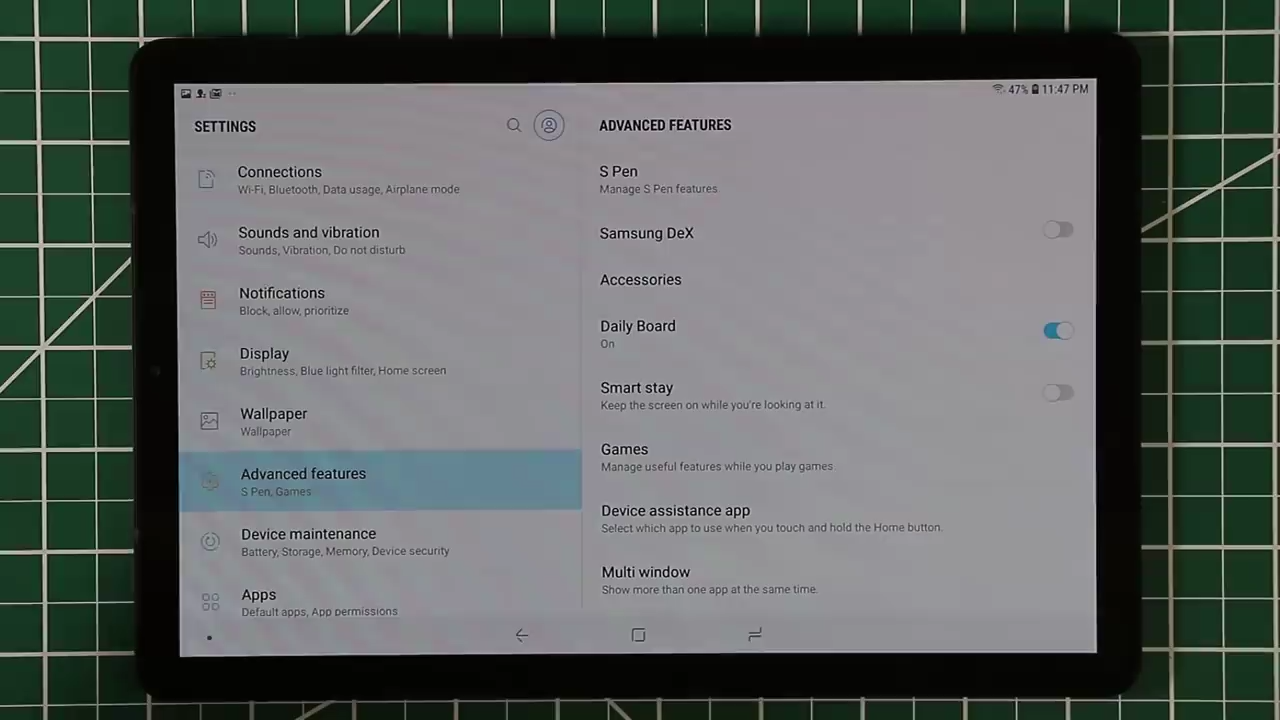 47% 11:47 PM
SETTINGS
Connections
Wi-Fi, Bluetooth, Data usage, Airplane mode
Sounds and vibration
Sounds, Vibration, Do not disturb
Notifications
Block, allow, prioritize
Display
Brightness, Blue light filter, Home screen
Wallpaper
Wallpaper
Advanced features
S Pen, Games
Device maintenance
Battery, Storage, Memory, Device security
Apps
Default apps, App permissions
ADVANCED FEATURES
S Pen
Manage S Pen features
Samsung DeX
Accessories
Daily Board
On
Smart stay
Keep the screen on while you're looking at it.
Games
Manage useful features while you play games.
Device assistance app
Select which app to use when you touch and hold the Home button.
Multi window
Show more than one app at the same time.